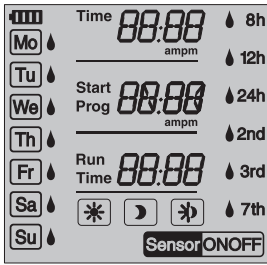 Time 88:88 8h
Mo ampm
12h
Tu
Start Prog 88:88 24h
We ampm
Th 2nd
Run Time 88:88 3rd
Fr
Sa 7th
Su Sensor ONOFF